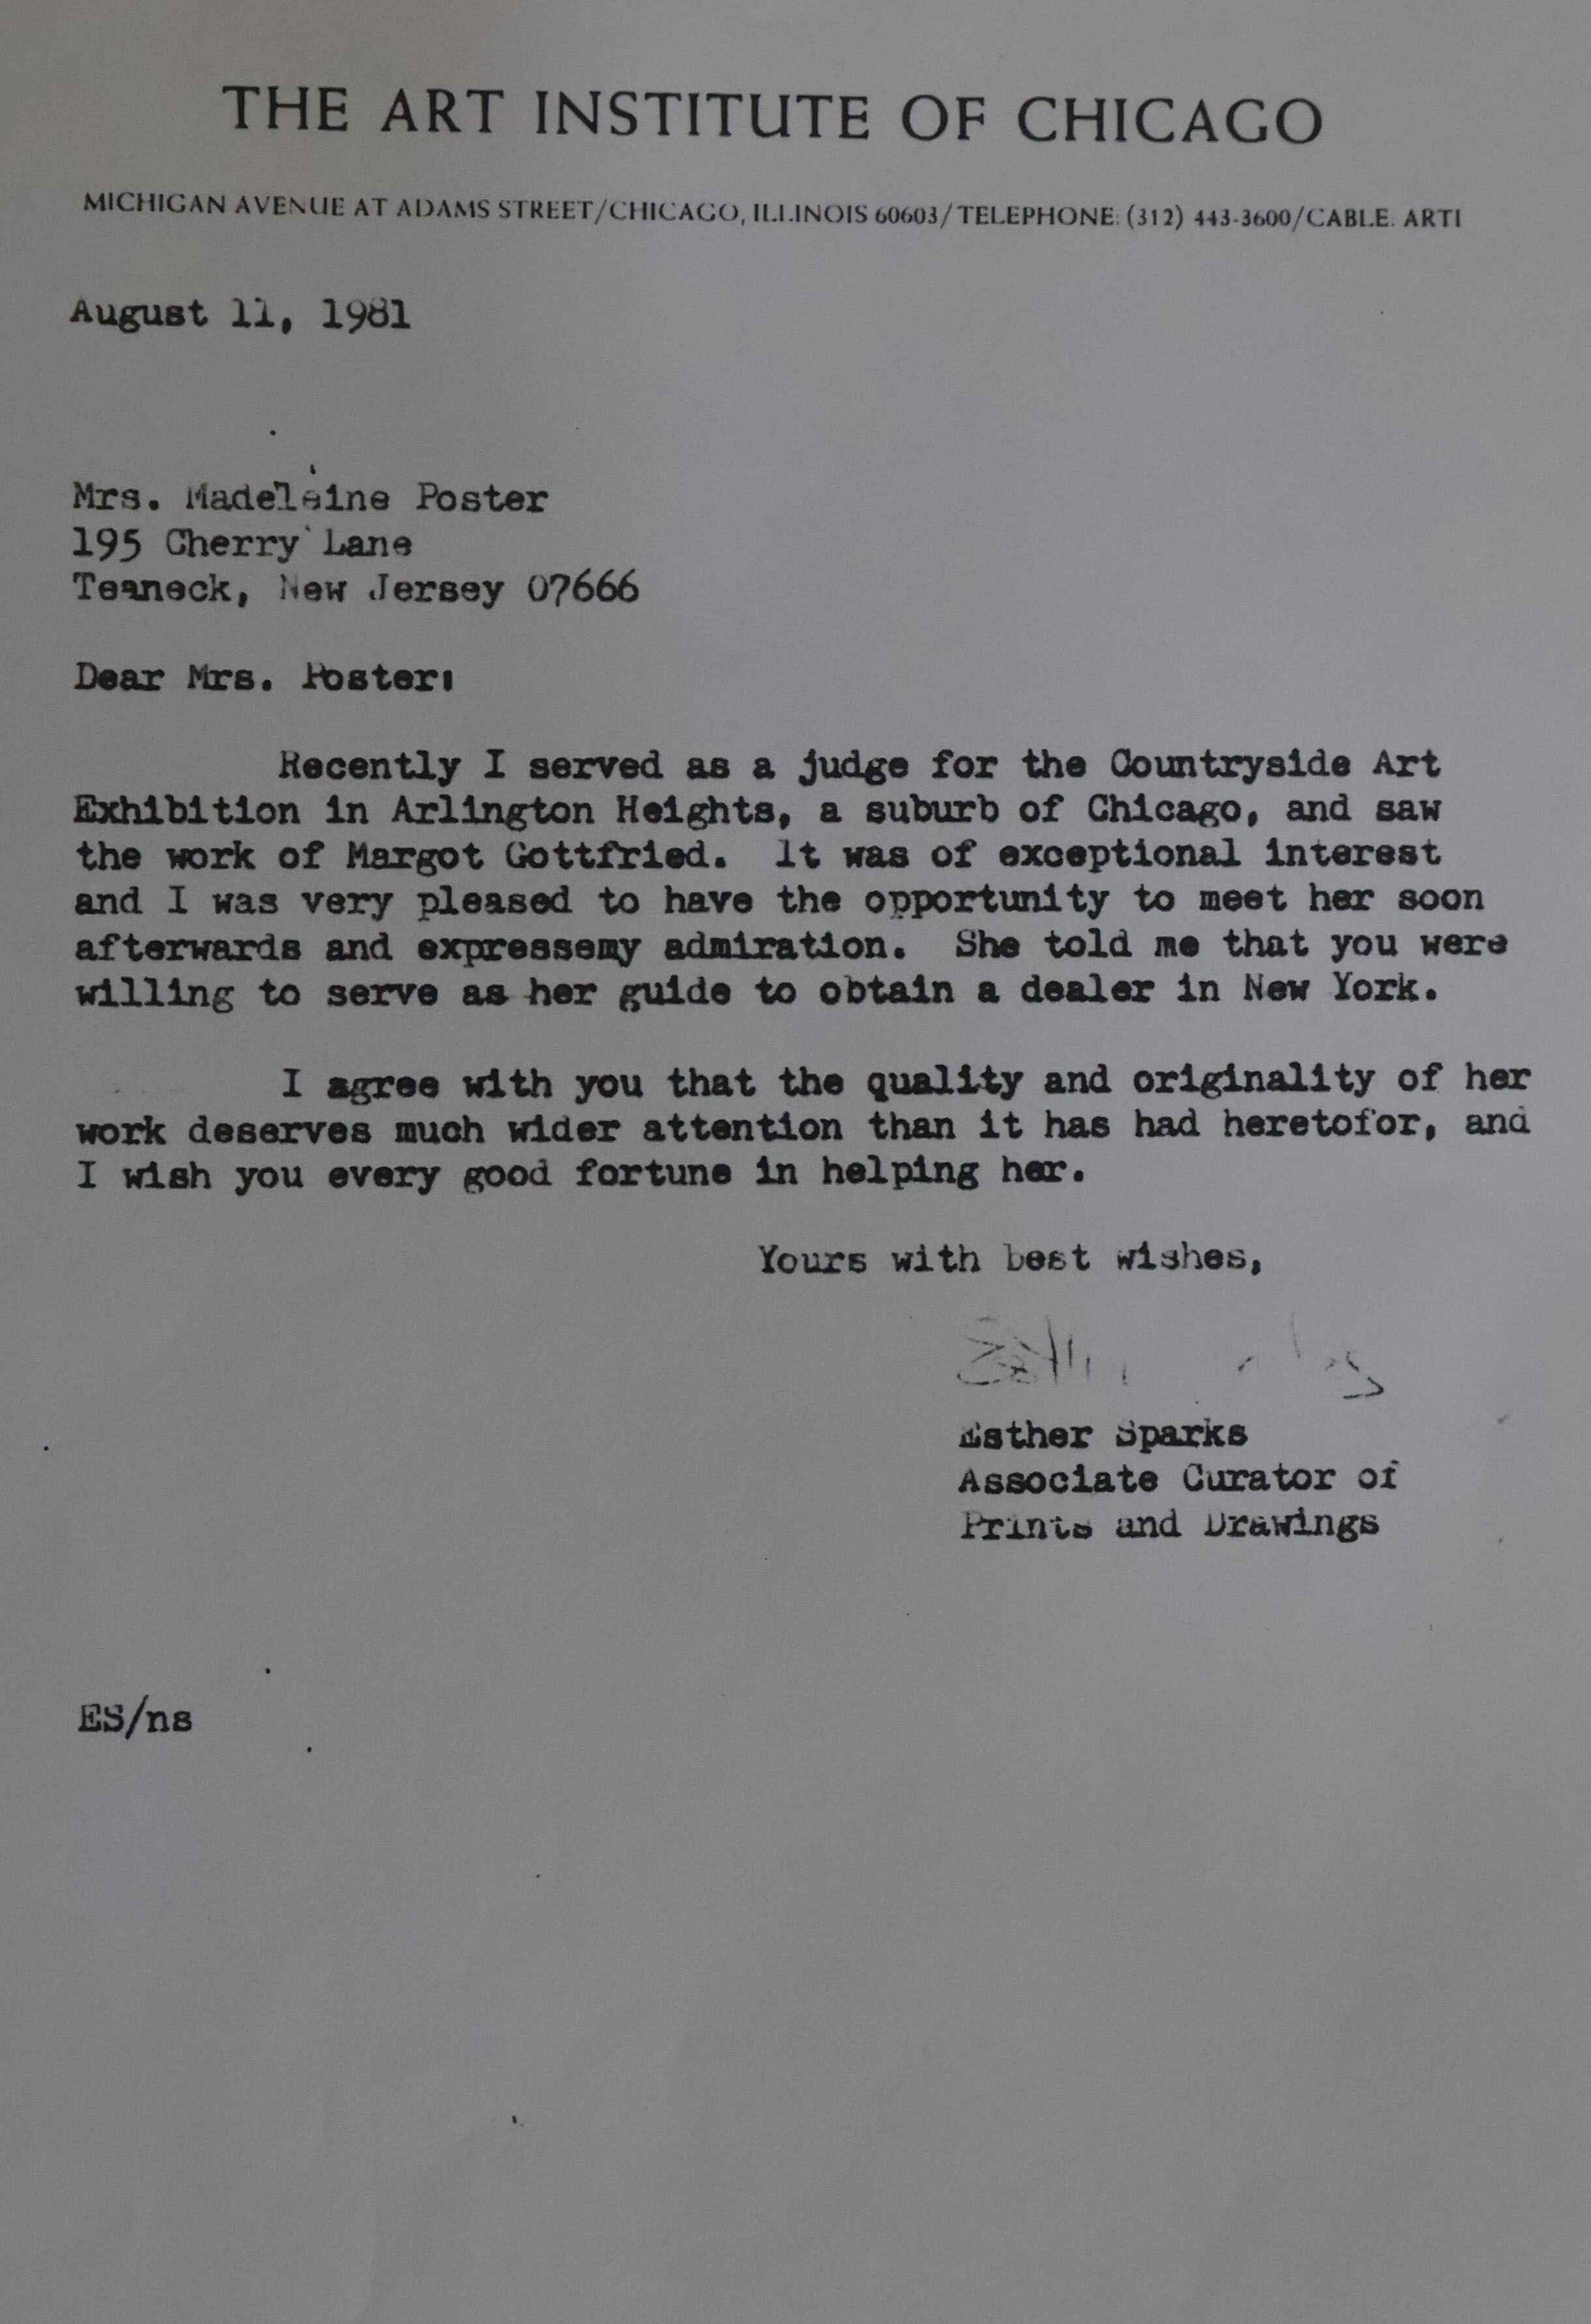 THE ART INSTITUTE OF CHICAGO
MICHIGAN AVENUE AT ADAMS STREET/CHICAGO, ILLINOIS 60603/TELEPHONE: (312) 443-3600/CABLE: ARTI
August 11, 1981
Mrs. Madeleine Poster
195 Cherry Lane
Teaneck, New Jersey 07666
Dear Mrs. Poster:
Recently I served as a judge for the Countryside Art
Exhibition in Arlington Heights, a suburb of Chicago, and saw
the work of Margot Gottfried. It was of exceptional interest
and I was very pleased to have the opportunity to meet her soon
afterwards and expressemy admiration. She told me that you were
willing to serve as her guide to obtain a dealer in New York.
I agree with you that the quality and originality of her
work deserves much wider attention than it has had heretofor, and
I wish you every good fortune in helping her.
Yours with best wishes,
Esther Sparks
Associate Curator of
Prints and Drawings
ES/ns